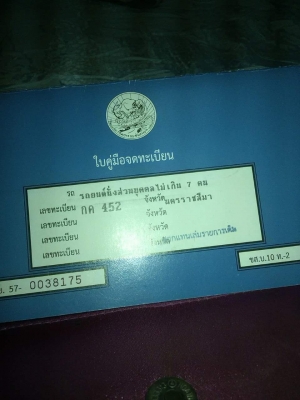 ใบคู่มือจดทะเบียน
รถ รถยนต์นั่งส่วนบุคคลไม่เกิน 7 คน
เลขทะเบียน กค 452 จังหวัด นครราชสีมา
เลขทะเบียน จังหวัด
เลขทะเบียน จังหวัด
เลขทะเบียน
57- 0038175
ขส.บ.10 ท.-2